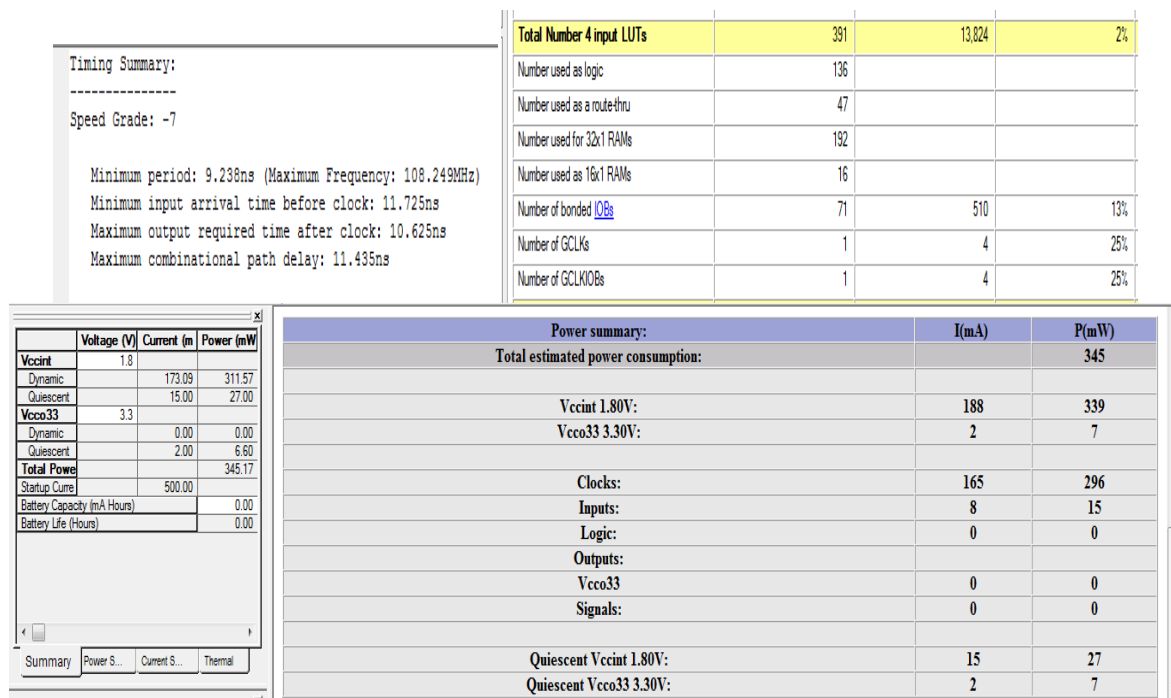 Timing Summary:
---------------
Speed Grade: -7
Minimum period: 9.238ns (Maximum Frequency: 108.249MHz)
Minimum input arrival time before clock: 11.725ns
Maximum output required time after clock: 10.625ns
Maximum combinational path delay: 11.435ns
Total Number 4 input LUTs 391 13,824 2%
Number used as logic 136
Number used as a route-thru 47
Number used for 32x1 RAMs 192
Number used as 16x1 RAMs 16
Number of bonded IOBs 71 510 13%
Number of GCLKs 1 4 25%
Number of GCLKIOBs 1 4 25%
x
Voltage (V) Current (m Power (mW
Vccint 1.8
Dynamic 173.09 311.57
Quiescent 15.00 27.00
Vcco33 3.3
Dynamic 0.00 0.00
Quiescent 2.00 6.60
Total Powe 345.17
Startup Curre 500.00
Battery Capacity (mA Hours) 0.00
Battery Life (Hours) 0.00
Summary Power S... Current S... Thermal
Power summary: I(mA) P(mW)
Total estimated power consumption: 345
Vccint 1.80V: 188 339
Vcco33 3.30V: 2 7
Clocks: 165 296
Inputs: 8 15
Logic: 0 0
Outputs:
Vcco33 0 0
Signals: 0 0
Quiescent Vccint 1.80V: 15 27
Quiescent Vcco33 3.30V: 2 7